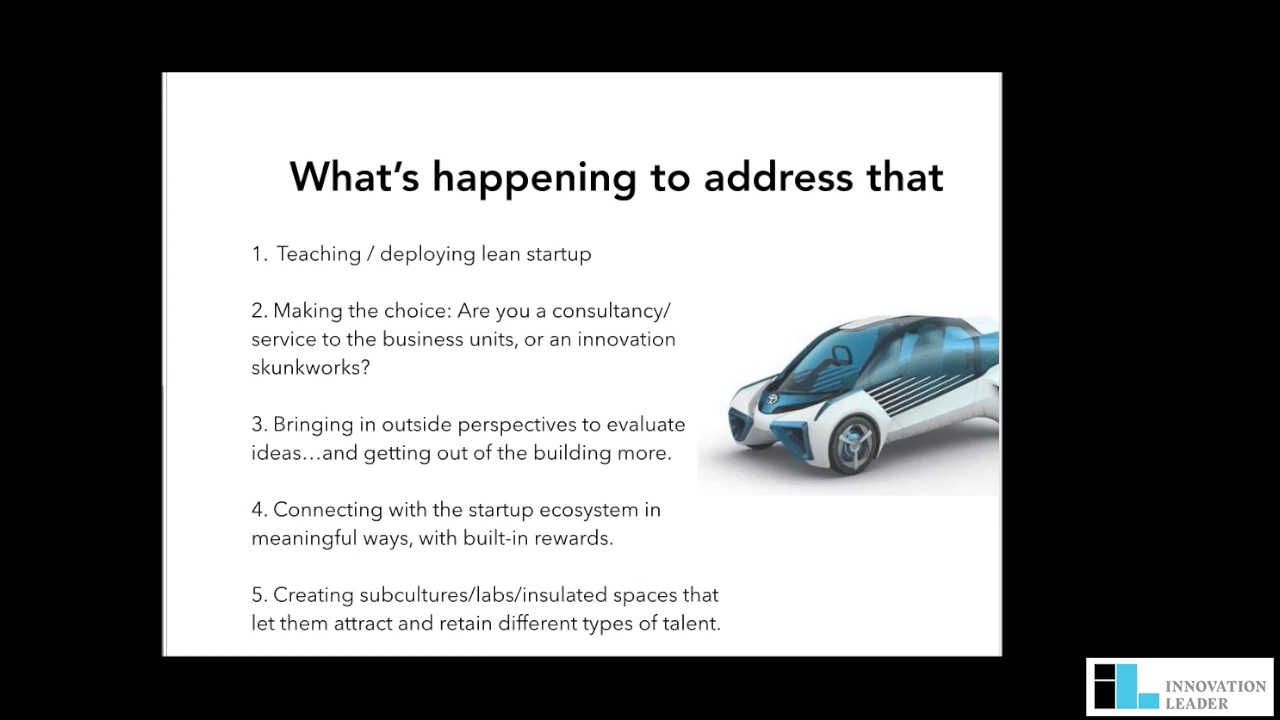 What's happening to address that
1. Teaching / deploying lean startup
2. Making the choice: Are you a consultancy/
service to the business units, or an innovation
skunkworks?
3. Bringing in outside perspectives to evaluate
ideas…and getting out of the building more.
4. Connecting with the startup ecosystem in
meaningful ways, with built-in rewards.
5. Creating subcultures/labs/insulated spaces that
let them attract and retain different types of talent.
iL
INNOVATION
LEADER